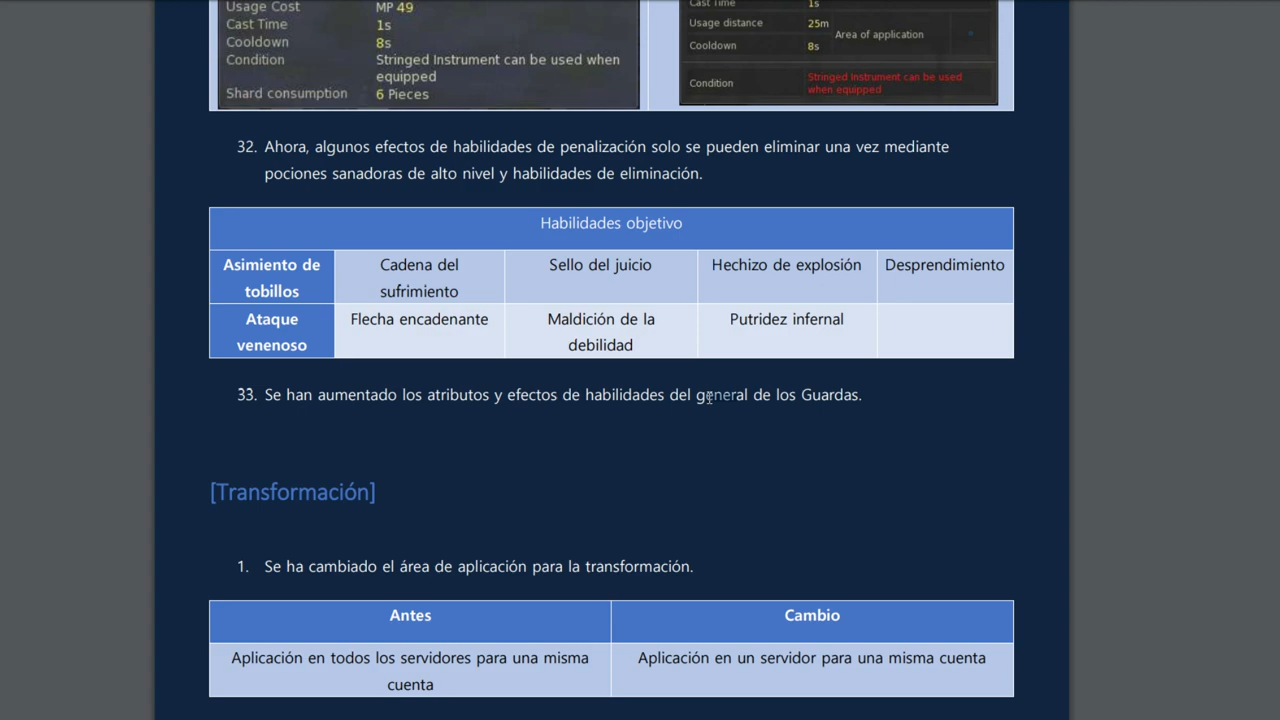 Usage Cost MP 49
Cast Time 1s
Cooldown 8s
Condition Stringed Instrument can be used when
equipped
Shard consumption 6 Pieces
Cast Time 1s
Usage distance 25m
Area of application
Cooldown 8s
Condition Stringed Instrument can be used
when equipped
32. Ahora, algunos efectos de habilidades de penalización solo se pueden eliminar una vez mediante
pociones sanadoras de alto nivel y habilidades de eliminación.
Habilidades objetivo
Asimiento de
tobillos
Cadena del
sufrimiento
Sello del juicio
Hechizo de explosión
Desprendimiento
Ataque
venenoso
Flecha encadenante
Maldición de la
debilidad
Putridez infernal
33. Se han aumentado los atributos y efectos de habilidades del general de los Guardas.
[Transformación]
1. Se ha cambiado el área de aplicación para la transformación.
Antes
Cambio
Aplicación en todos los servidores para una misma
cuenta
Aplicación en un servidor para una misma cuenta